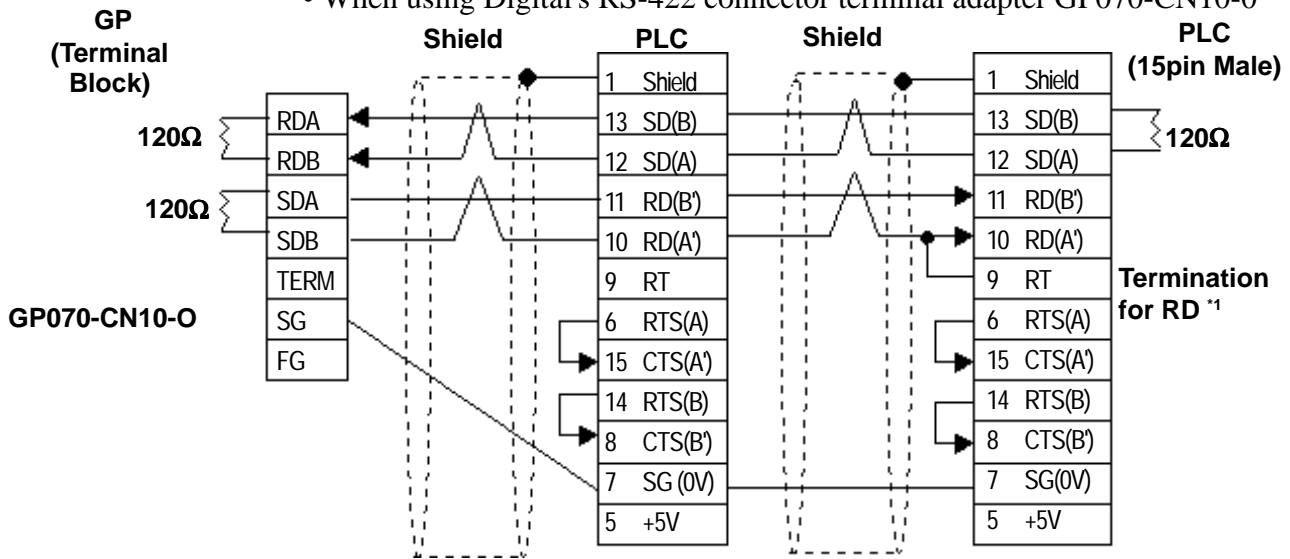 • When using Digital's RS-422 connector terminal adapter GP070-CN10-0
GP
(Terminal
Block)
Shield
PLC
Shield
PLC
(15pin Male)
120Ω
120Ω
RDA
RDB
SDA
SDB
TERM
SG
FG
GP070-CN10-O
1 Shield
13 SD(B)
12 SD(A)
11 RD(B')
10 RD(A')
9 RT
6 RTS(A)
15 CTS(A')
14 RTS(B)
8 CTS(B')
7 SG (0V)
5 +5V
1 Shield
13 SD(B)
12 SD(A)
11 RD(B')
10 RD(A')
9 RT
6 RTS(A)
15 CTS(A')
14 RTS(B)
8 CTS(B')
7 SG(0V)
5 +5V
120Ω
Termination
for RD *1